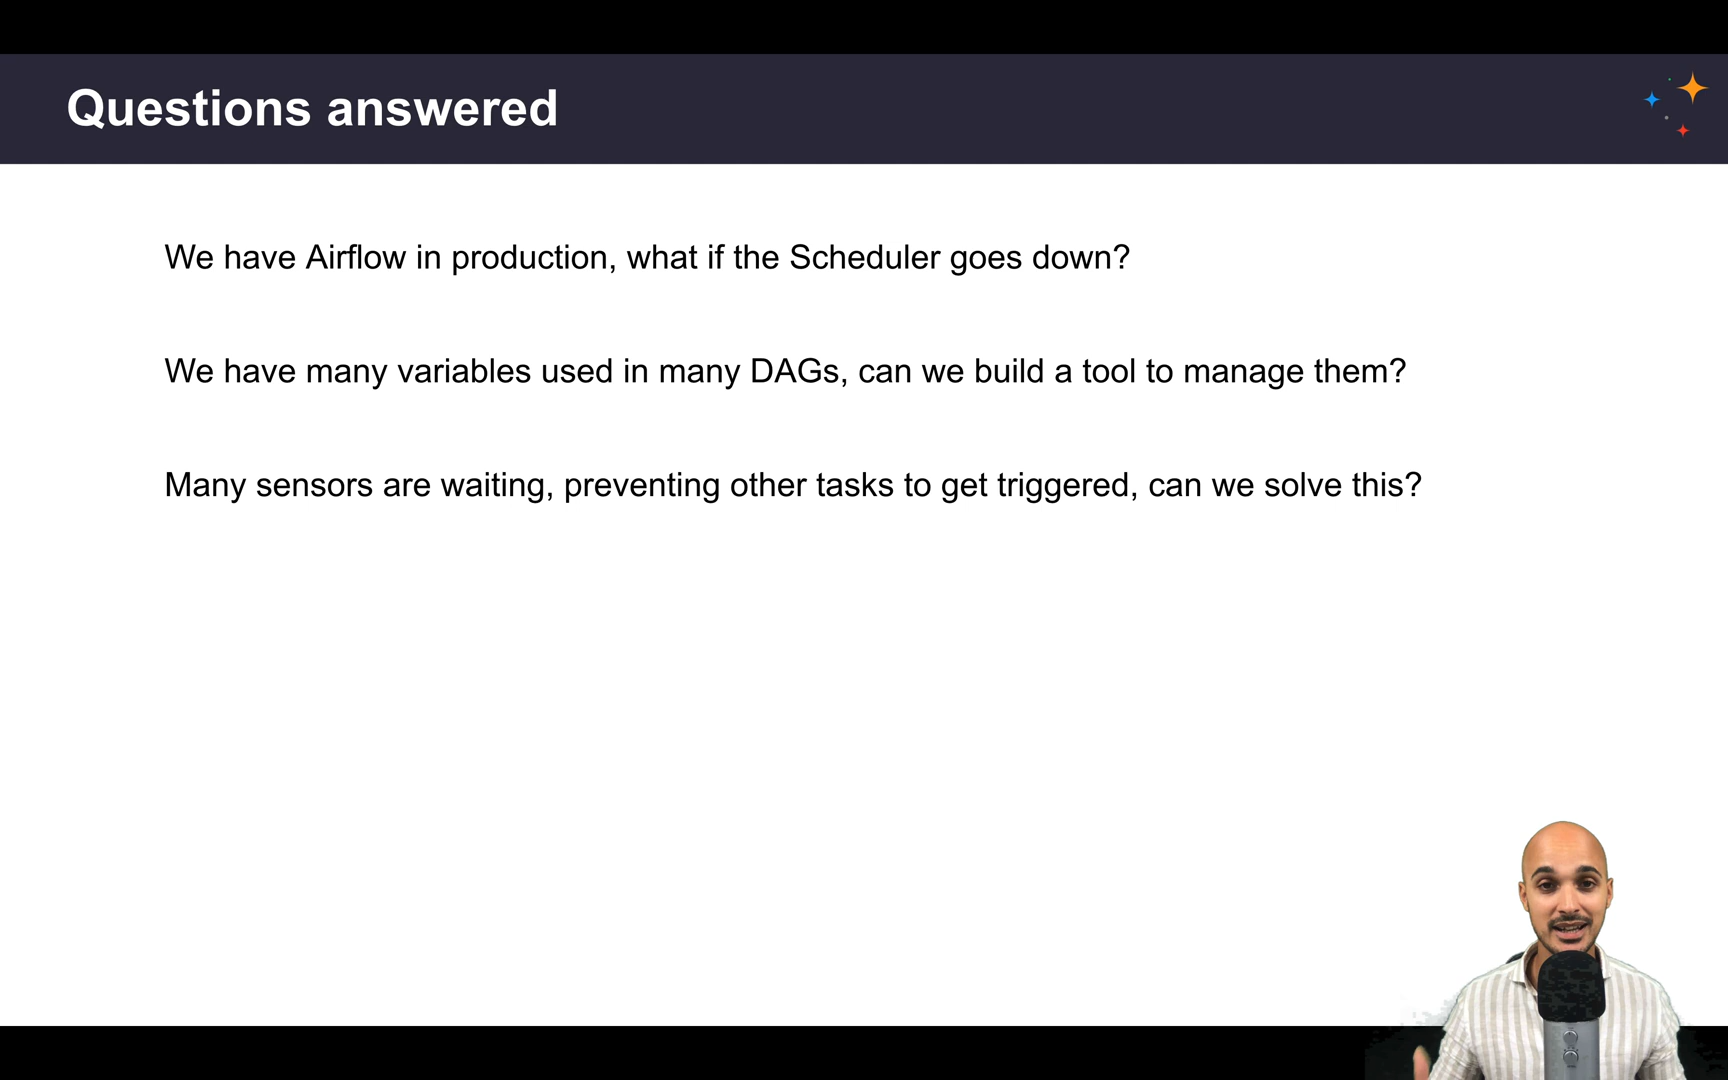 Questions answered
We have Airflow in production, what if the Scheduler goes down?
We have many variables used in many DAGs, can we build a tool to manage them?
Many sensors are waiting, preventing other tasks to get triggered, can we solve this?